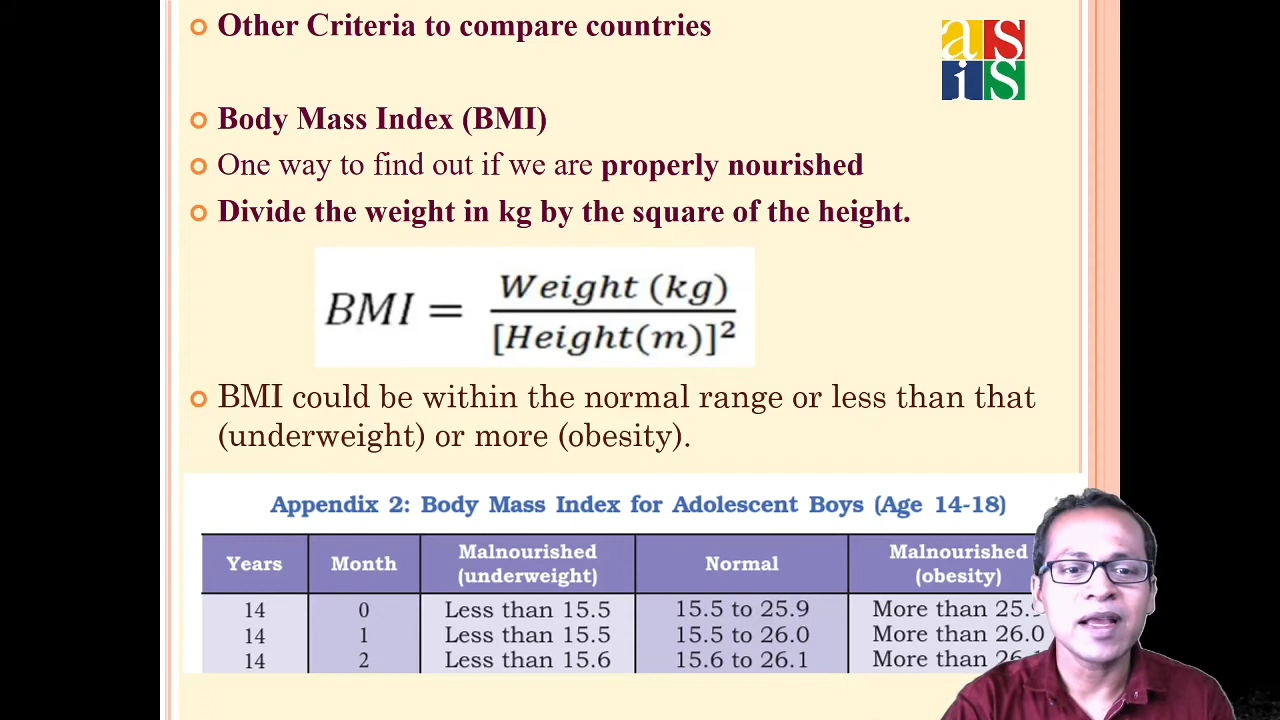 Other Criteria to compare countries
a s
i s
Body Mass Index (BMI)
One way to find out if we are properly nourished
Divide the weight in kg by the square of the height.
BMI = Weight (kg)
[Height(m)]²
BMI could be within the normal range or less than that
(underweight) or more (obesity).
Appendix 2: Body Mass Index for Adolescent Boys (Age 14-18)
Years Month Malnourished (underweight) Normal Malnourished (obesity)
14 0 Less than 15.5 15.5 to 25.9 More than
14 1 Less than 15.5 15.5 to 26.0 More than 26.0
14 2 Less than 15.6 15.6 to 26.1 More than